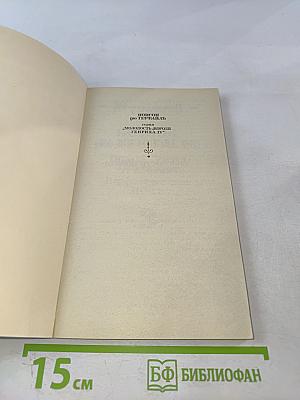 ПОНСОН
дю ТЕРРАЙЛЬ
СЕРИЯ
„МОЛОДОСТЬ КОРОЛЯ
ГЕНРИХА IV"
15 см
БФ БИБЛИОФАН